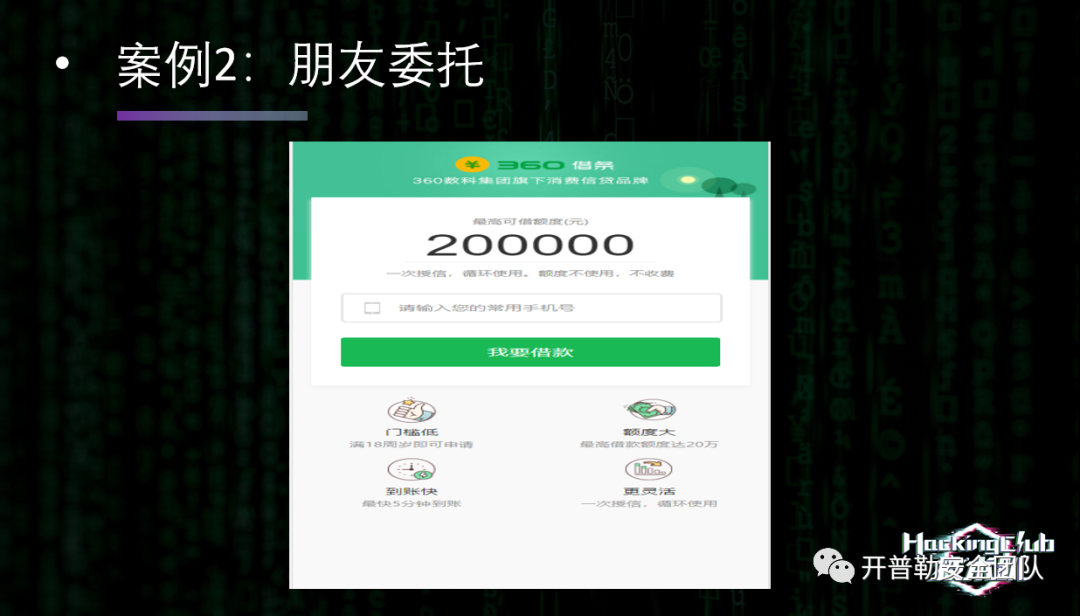 • 案例2：朋友委托
¥ 360 借条
360数科集团旗下消费信贷品牌
最高可借额度(元)
200000
一次授信，循环使用。额度不使用，不收费
请输入您的常用手机号
我要借款
门槛低
满18周岁即可申请
额度大
最高借款额度达20万
到账快
最快5分钟到账
更灵活
一次授信，循环使用
HackingClub
开普勒安全团队